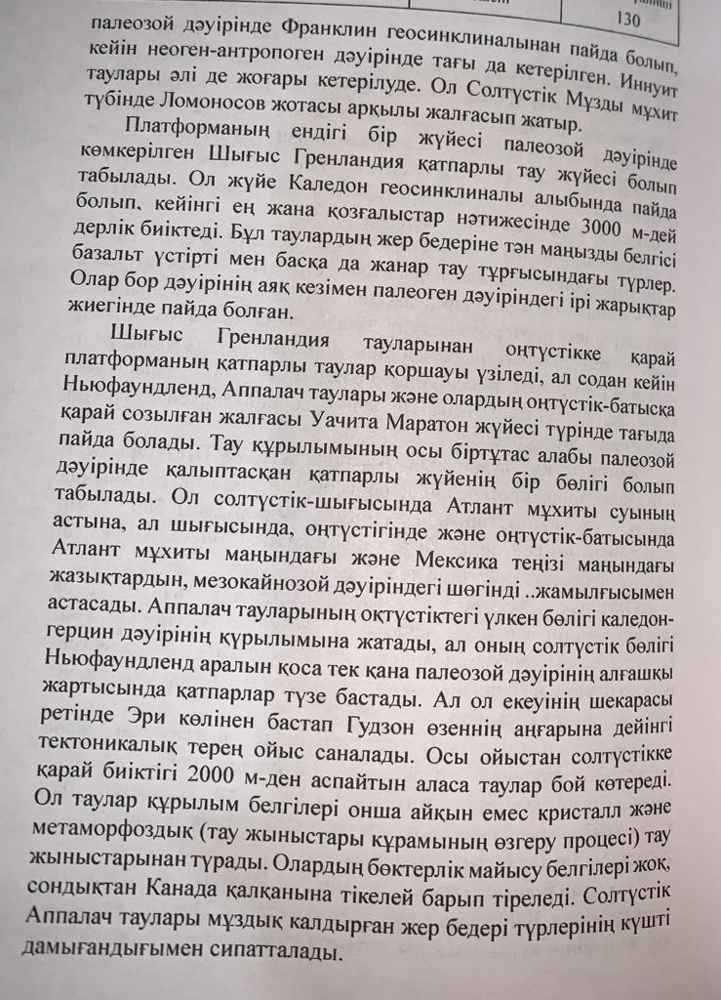 130
палеозой дәуірінде Франклин геосинклиналынан пайда болып,
кейін неоген-антропоген дәуірінде тағы да кетерілген. Иннуит
таулары әлі де жоғары кетерілуде. Ол Солтүстік Мұзды мұхит
түбінде Ломоносов жотасы арқылы жалғасып жатыр.
Платформаның ендігі бір жүйесі палеозой дәуірінде
көмкерілген Шығыс Гренландия қатпарлы тау жүйесі болып
табылады. Ол жүйе Каледон геосинклиналы алыбында пайда
болып, кейінгі ең жана қозғалыстар нәтижесінде 3000 м-дей
дерлік биіктеді. Бұл таулардың жер бедеріне тән маңызды белгісі
базальт үстірті мен басқа да жанар тау тұрғысындағы түрлер.
Олар бор дәуірінің аяқ кезімен палеоген дәуіріндегі ірі жарықтар
жиегінде пайда болған.
Шығыс Гренландия тауларынан оңтүстікке қарай
платформаның қатпарлы таулар қоршауы үзіледі, ал содан кейін
Ньюфаундленд, Аппалач таулары және олардың оңтүстік-батысқа
қарай созылған жалғасы Уачита Маратон жүйесі түрінде тағыда
пайда болады. Тау құрылымының осы біртұтас алабы палеозой
дәуірінде қалыптасқан қатпарлы жүйенің бір бөлігі болып
табылады. Ол солтүстік-шығысында Атлант мұхиты суының
астына, ал шығысында, оңтүстігінде және оңтүстік-батысында
Атлант мұхиты маңындағы және Мексика теңізі маңындағы
жазықтардын, мезокайнозой дәуіріндегі шөгінді ..жамылғысымен
астасады. Аппалач тауларының оқтүстіктегі үлкен бөлігі каледон-
герцин дәуірінің құрылымына жатады, ал оның солтүстік бөлігі
Ньюфаундленд аралын қоса тек қана палеозой дәуірінің алғашқы
жартысында қатпарлар түзе бастады. Ал ол екеуінің шекарасы
ретінде Эри көлінен бастап Гудзон өзеннің аңғарына дейінгі
тектоникалық терең ойыс саналады. Осы ойыстан солтүстікке
қарай биіктігі 2000 м-ден аспайтын аласа таулар бой көтереді.
Ол таулар құрылым белгілері онша айқын емес кристалл және
метаморфоздық (тау жыныстары құрамының өзгеру процесі) тау
жыныстарынан түрады. Олардың бөктерлік майысу белгілері жоқ,
сондықтан Канада қалқанына тікелей барып тіреледі. Солтүстік
Аппалач таулары мұздық калдырған жер бедері түрлерінің күшті
дамығандығымен сипатталады.